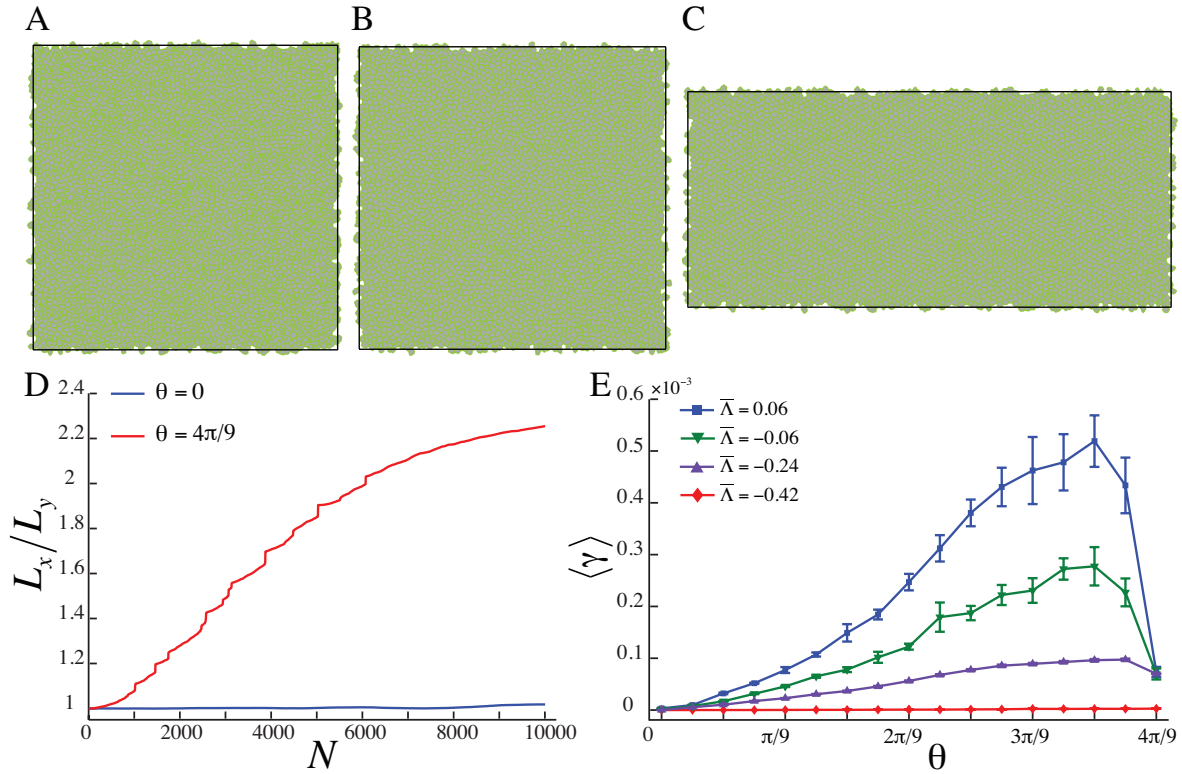 A
B
C
D
2.4
2.2
2
1.8
1.6
1.4
1.2
1
L_x/L_y
θ = 0
θ = 4π/9
0 2000 4000 6000 8000 10000
N
E
0.6 ×10⁻³
0.5
0.4
0.3
0.2
0.1
0
⟨γ⟩
Λ̅ = 0.06
Λ̅ = −0.06
Λ̅ = −0.24
Λ̅ = −0.42
0 π/9 2π/9 3π/9 4π/9
θ